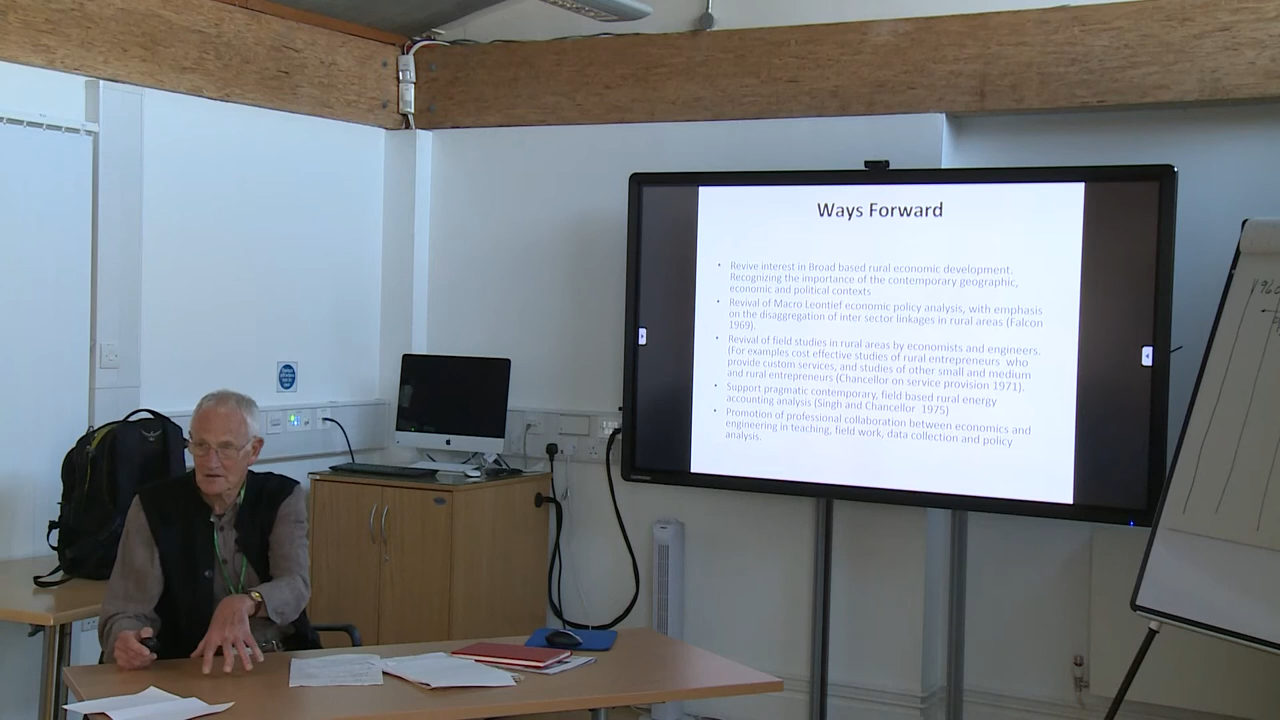 Ways Forward
• Revive interest in Broad based rural economic development.
Recognizing the importance of the contemporary geographic,
economic and political contexts
• Revival of Macro Leontief economic policy analysis, with emphasis
on the disaggregation of inter sector linkages in rural areas (Falcon
1969).
• Revival of field studies in rural areas by economists and engineers.
(For examples cost effective studies of rural entrepreneurs who
provide custom services, and studies of other small and medium
and rural entrepreneurs (Chancellor on service provision 1971).
• Support pragmatic contemporary, field based rural energy
accounting analysis (Singh and Chancellor 1975)
• Promotion of professional collaboration between economics and
engineering in teaching, field work, data collection and policy
analysis.